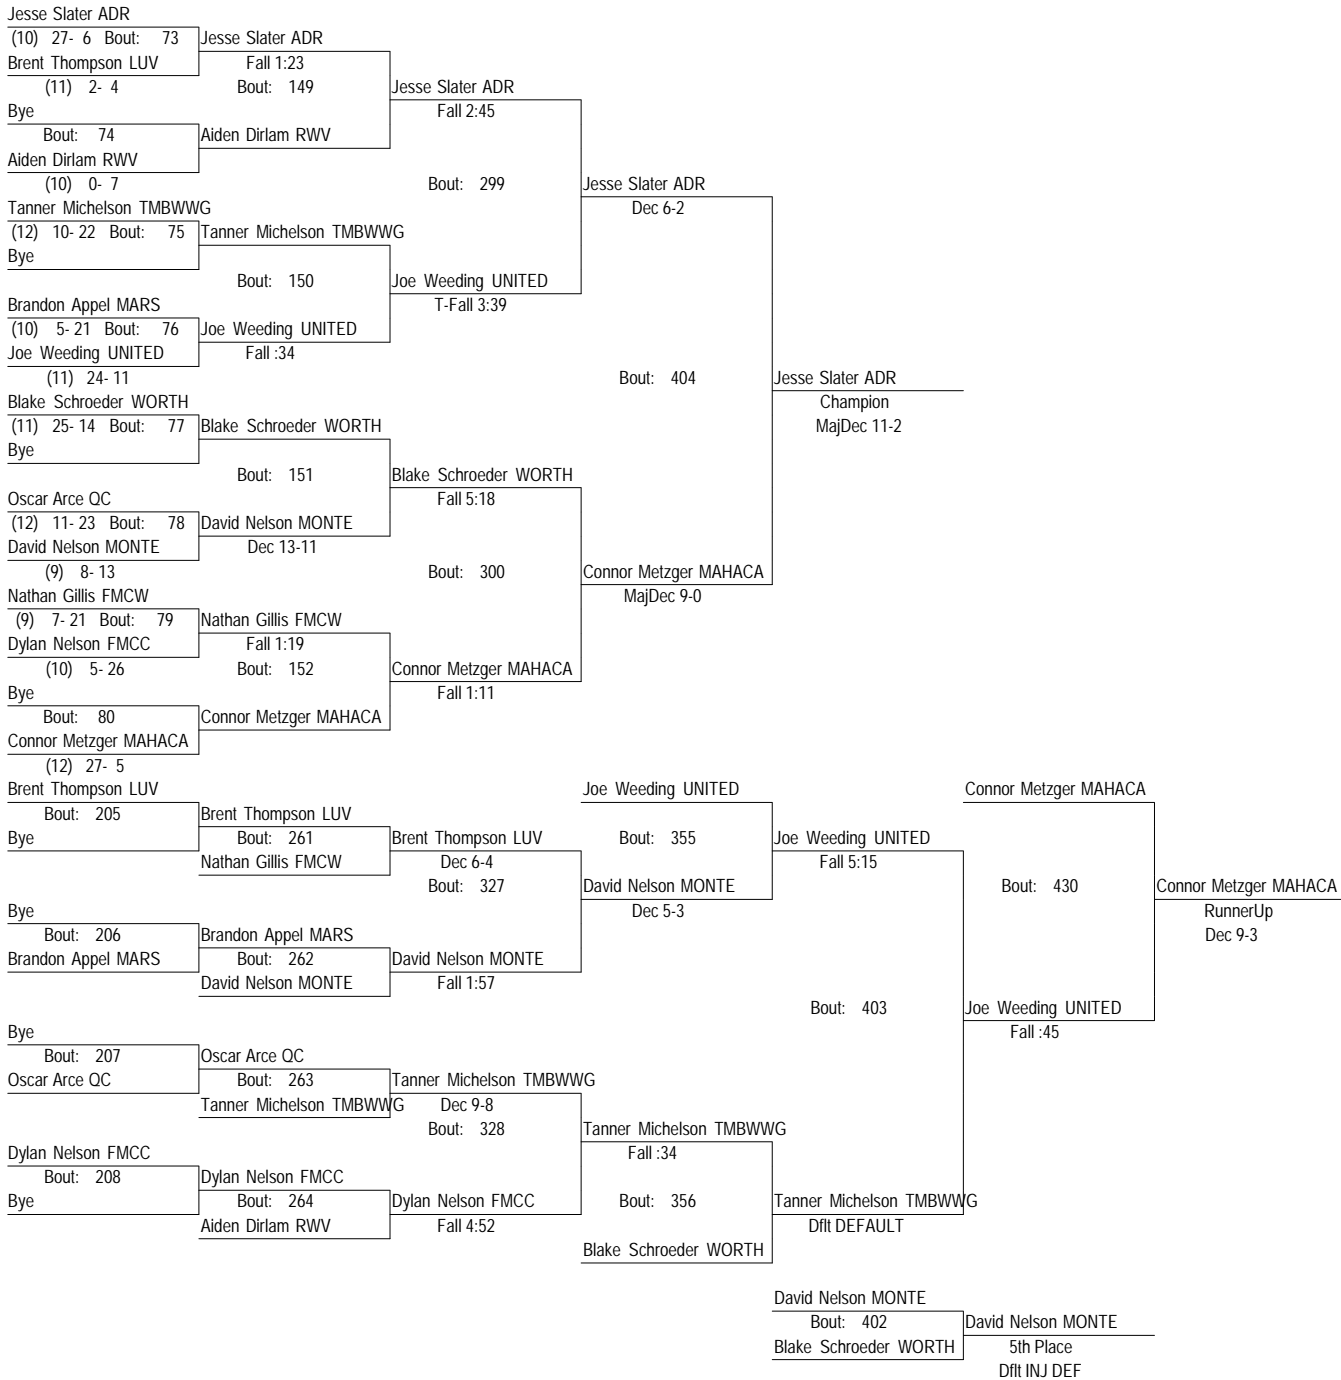 Jesse Slater ADR
(10) 27- 6 Bout: 73 Jesse Slater ADR
Brent Thompson LUV Fall 1:23
(11) 2- 4 Bout: 149 Jesse Slater ADR
Bye Fall 2:45
Bout: 74 Aiden Dirlam RWV
Aiden Dirlam RWV
(10) 0- 7 Bout: 299 Jesse Slater ADR
Tanner Michelson TMBWWG Dec 6-2
(12) 10- 22 Bout: 75 Tanner Michelson TMBWWG
Bye
Bout: 150 Joe Weeding UNITED
Brandon Appel MARS T-Fall 3:39
(10) 5- 21 Bout: 76 Joe Weeding UNITED
Joe Weeding UNITED Fall :34
(11) 24- 11 Bout: 404 Jesse Slater ADR
Blake Schroeder WORTH Champion
(11) 25- 14 Bout: 77 Blake Schroeder WORTH MajDec 11-2
Bye
Bout: 151 Blake Schroeder WORTH
Oscar Arce QC Fall 5:18
(12) 11- 23 Bout: 78 David Nelson MONTE
David Nelson MONTE Dec 13-11
(9) 8- 13 Bout: 300 Connor Metzger MAHACA
Nathan Gillis FMCW MajDec 9-0
(9) 7- 21 Bout: 79 Nathan Gillis FMCW
Dylan Nelson FMCC Fall 1:19
(10) 5- 26 Bout: 152 Connor Metzger MAHACA
Bye Fall 1:11
Bout: 80 Connor Metzger MAHACA
Connor Metzger MAHACA
(12) 27- 5
Brent Thompson LUV Joe Weeding UNITED Connor Metzger MAHACA
Bout: 205 Brent Thompson LUV
Bye Bout: 261 Brent Thompson LUV Bout: 355 Joe Weeding UNITED
Nathan Gillis FMCW Dec 6-4 Fall 5:15
Bout: 327 David Nelson MONTE Bout: 430 Connor Metzger MAHACA
Bye Dec 5-3 RunnerUp
Bout: 206 Brandon Appel MARS Dec 9-3
Brandon Appel MARS Bout: 262 David Nelson MONTE
David Nelson MONTE Fall 1:57
Bout: 403 Joe Weeding UNITED
Bye Fall :45
Bout: 207 Oscar Arce QC
Oscar Arce QC Bout: 263 Tanner Michelson TMBWWG
Tanner Michelson TMBWWG Dec 9-8
Bout: 328 Tanner Michelson TMBWWG
Dylan Nelson FMCC Fall :34
Bout: 208 Dylan Nelson FMCC
Bye Bout: 264 Dylan Nelson FMCC Bout: 356 Tanner Michelson TMBWWG
Aiden Dirlam RWV Fall 4:52 Dflt DEFAULT
Blake Schroeder WORTH
David Nelson MONTE
Bout: 402 David Nelson MONTE
Blake Schroeder WORTH 5th Place
Dflt INJ DEF